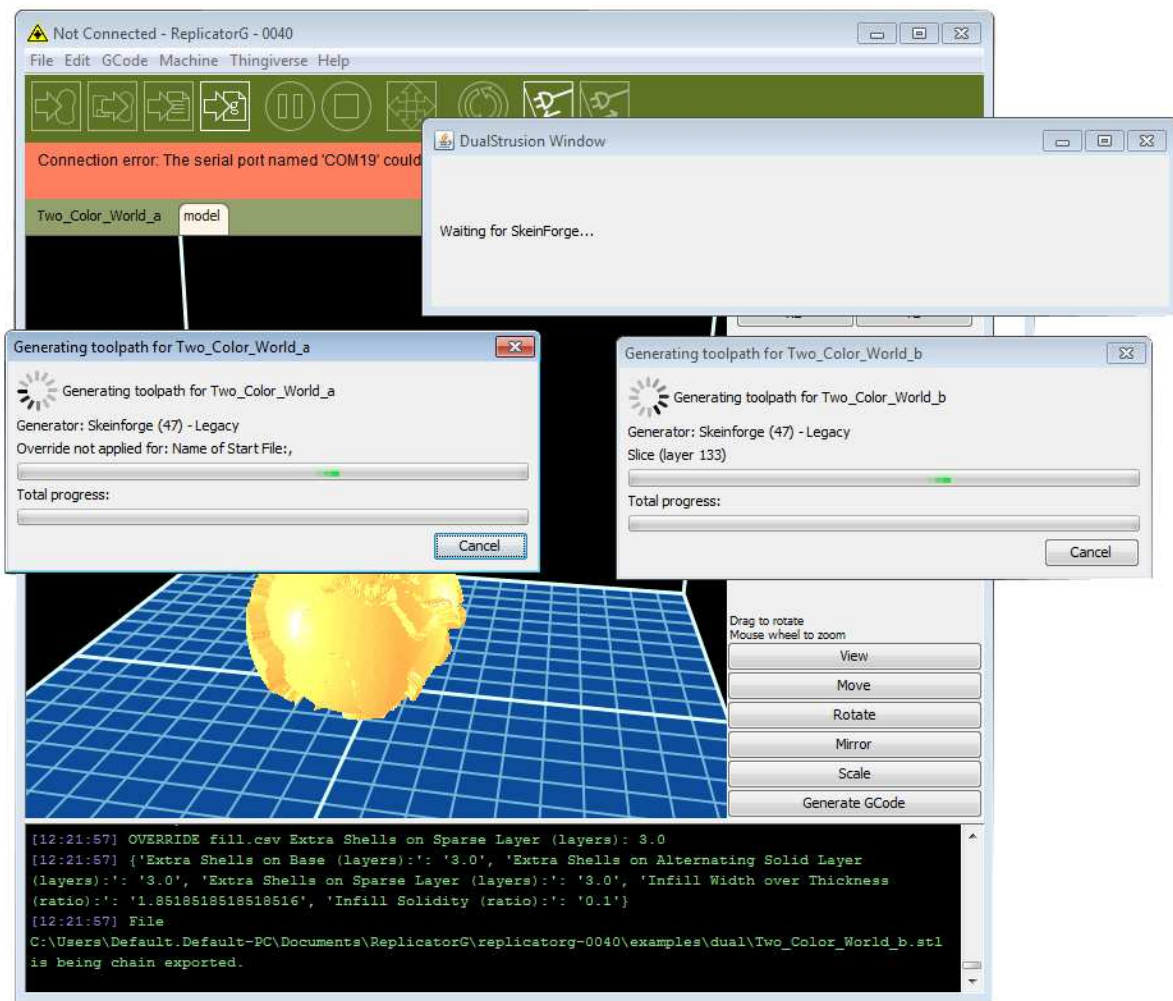 Not Connected - ReplicatorG - 0040
File Edit GCode Machine Thingiverse Help
DualStrusion Window
Connection error: The serial port named 'COM19' could
Two_Color_World_a model
Waiting for SkeinForge...
Generating toolpath for Two_Color_World_a
Generating toolpath for Two_Color_World_a
Generator: Skeinforge (47) - Legacy
Override not applied for: Name of Start File:,
Total progress:
Cancel
Generating toolpath for Two_Color_World_b
Generating toolpath for Two_Color_World_b
Generator: Skeinforge (47) - Legacy
Slice (layer 133)
Total progress:
Cancel
Drag to rotate
Mouse wheel to zoom
View
Move
Rotate
Mirror
Scale
Generate GCode
[12:21:57] OVERRIDE fill.csv Extra Shells on Sparse Layer (layers): 3.0
[12:21:57] {'Extra Shells on Base (layers):': '3.0', 'Extra Shells on Alternating Solid Layer
(layers):': '3.0', 'Extra Shells on Sparse Layer (layers):': '3.0', 'Infill Width over Thickness
(ratio):': '1.8518518518518516', 'Infill Solidity (ratio):': '0.1'}
[12:21:57] File
C:\Users\Default.Default-PC\Documents\ReplicatorG\replicatorg-0040\examples\dual\Two_Color_World_b.stl
is being chain exported.